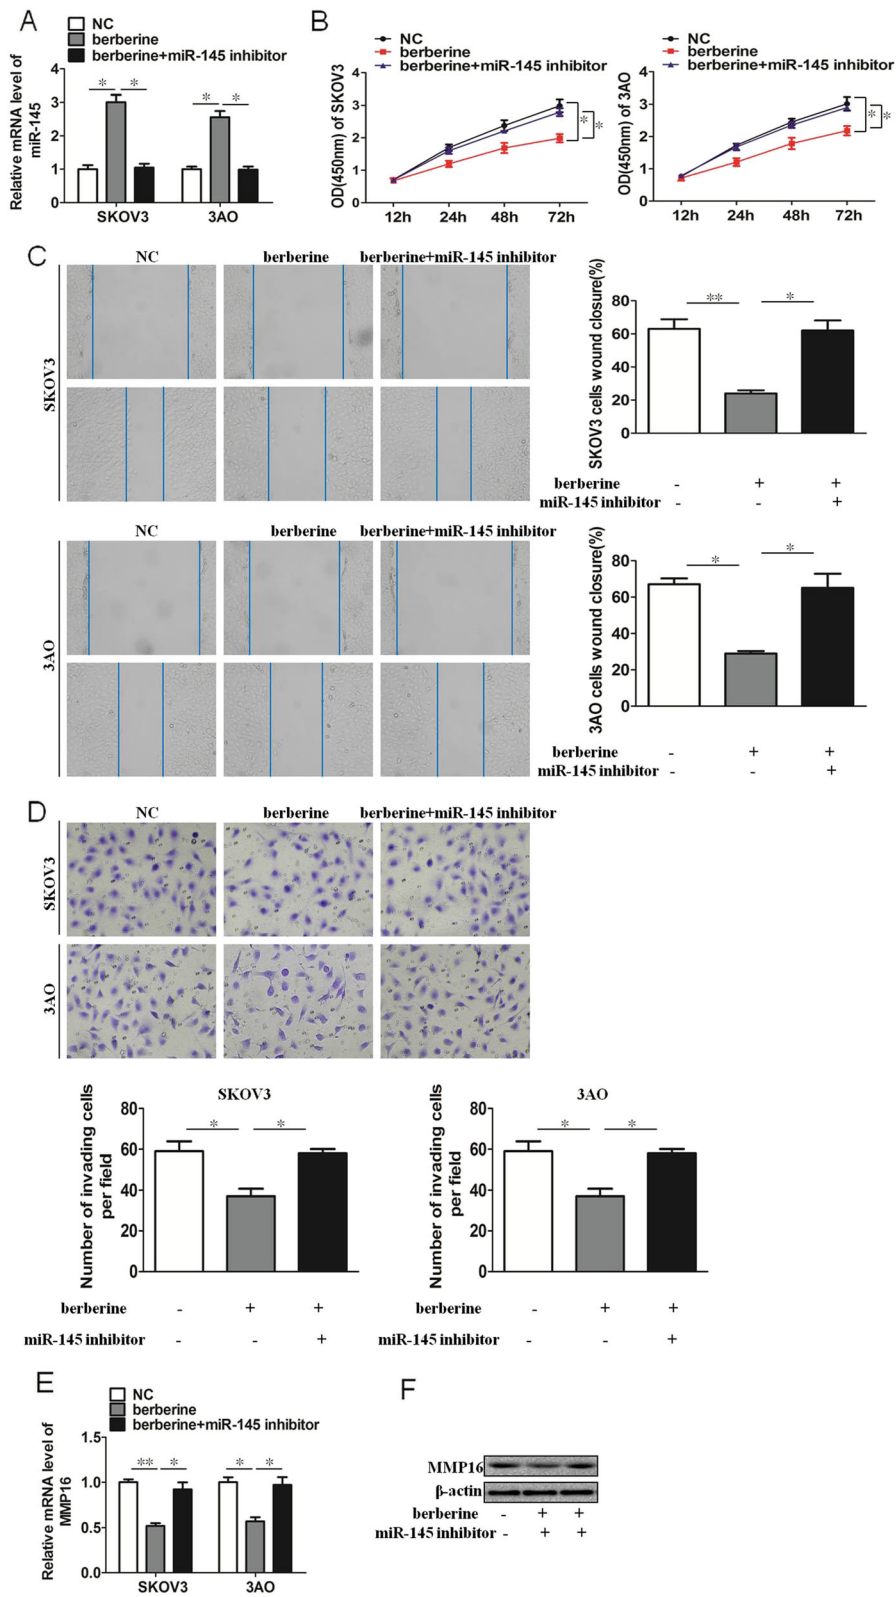 A
NC
berberine
berberine+miR-145 inhibitor
Relative mRNA level of
miR-145
4
3
2
1
0
* * * *
SKOV3 3AO
B
NC
berberine
berberine+miR-145 inhibitor
OD(450nm) of SKOV3
4
3
2
1
0
* *
12h 24h 48h 72h
NC
berberine
berberine+miR-145 inhibitor
OD(450nm) of 3AO
4
3
2
1
0
* *
12h 24h 48h 72h
C
NC berberine berberine+miR-145 inhibitor
SKOV3
SKOV3 cells wound closure(%)
80
60
40
20
0
** *
berberine - + +
miR-145 inhibitor - - +
NC berberine berberine+miR-145 inhibitor
3AO
3AO cells wound closure(%)
80
60
40
20
0
* *
berberine - + +
miR-145 inhibitor - - +
D
NC berberine berberine+miR-145 inhibitor
SKOV3
3AO
SKOV3
Number of invading cells
per field
80
60
40
20
0
* *
berberine - + +
miR-145 inhibitor - - +
3AO
Number of invading cells
per field
80
60
40
20
0
* *
berberine - + +
miR-145 inhibitor - - +
E
NC
berberine
berberine+miR-145 inhibitor
Relative mRNA level of
MMP16
1.5
1.0
0.5
0.0
** * * *
SKOV3 3AO
F
MMP16
β-actin
berberine - + +
miR-145 inhibitor - + +